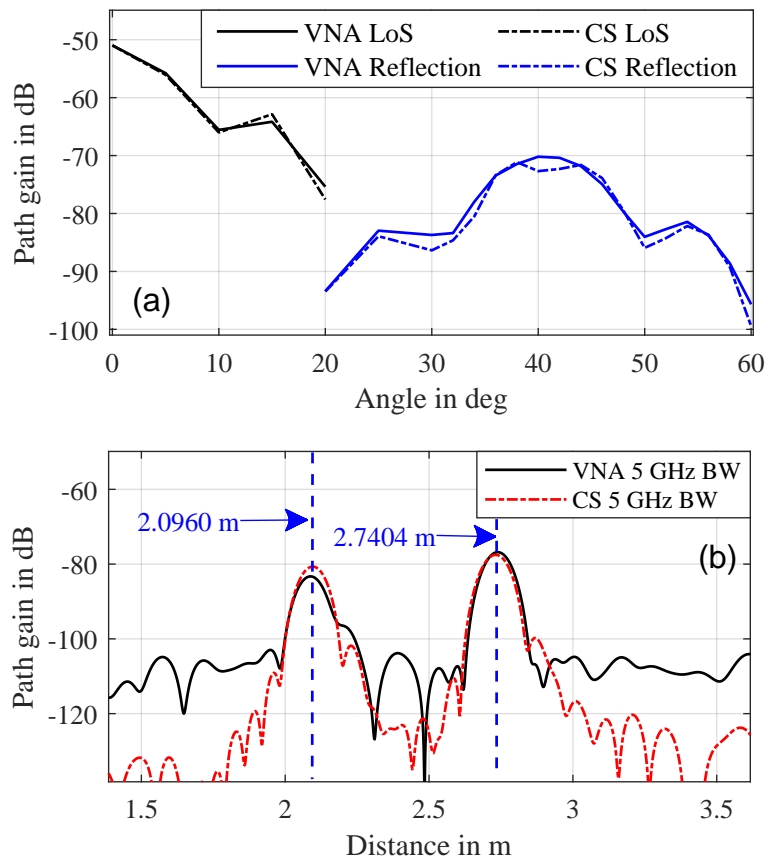 VNA LoS
CS LoS
VNA Reflection
CS Reflection
-50
-60
-70
-80
-90
-100
Path gain in dB
(a)
0
10
20
30
40
50
60
Angle in deg
VNA 5 GHz BW
CS 5 GHz BW
-60
-80
-100
-120
Path gain in dB
2.0960 m
2.7404 m
(b)
1.5
2
2.5
3
3.5
Distance in m